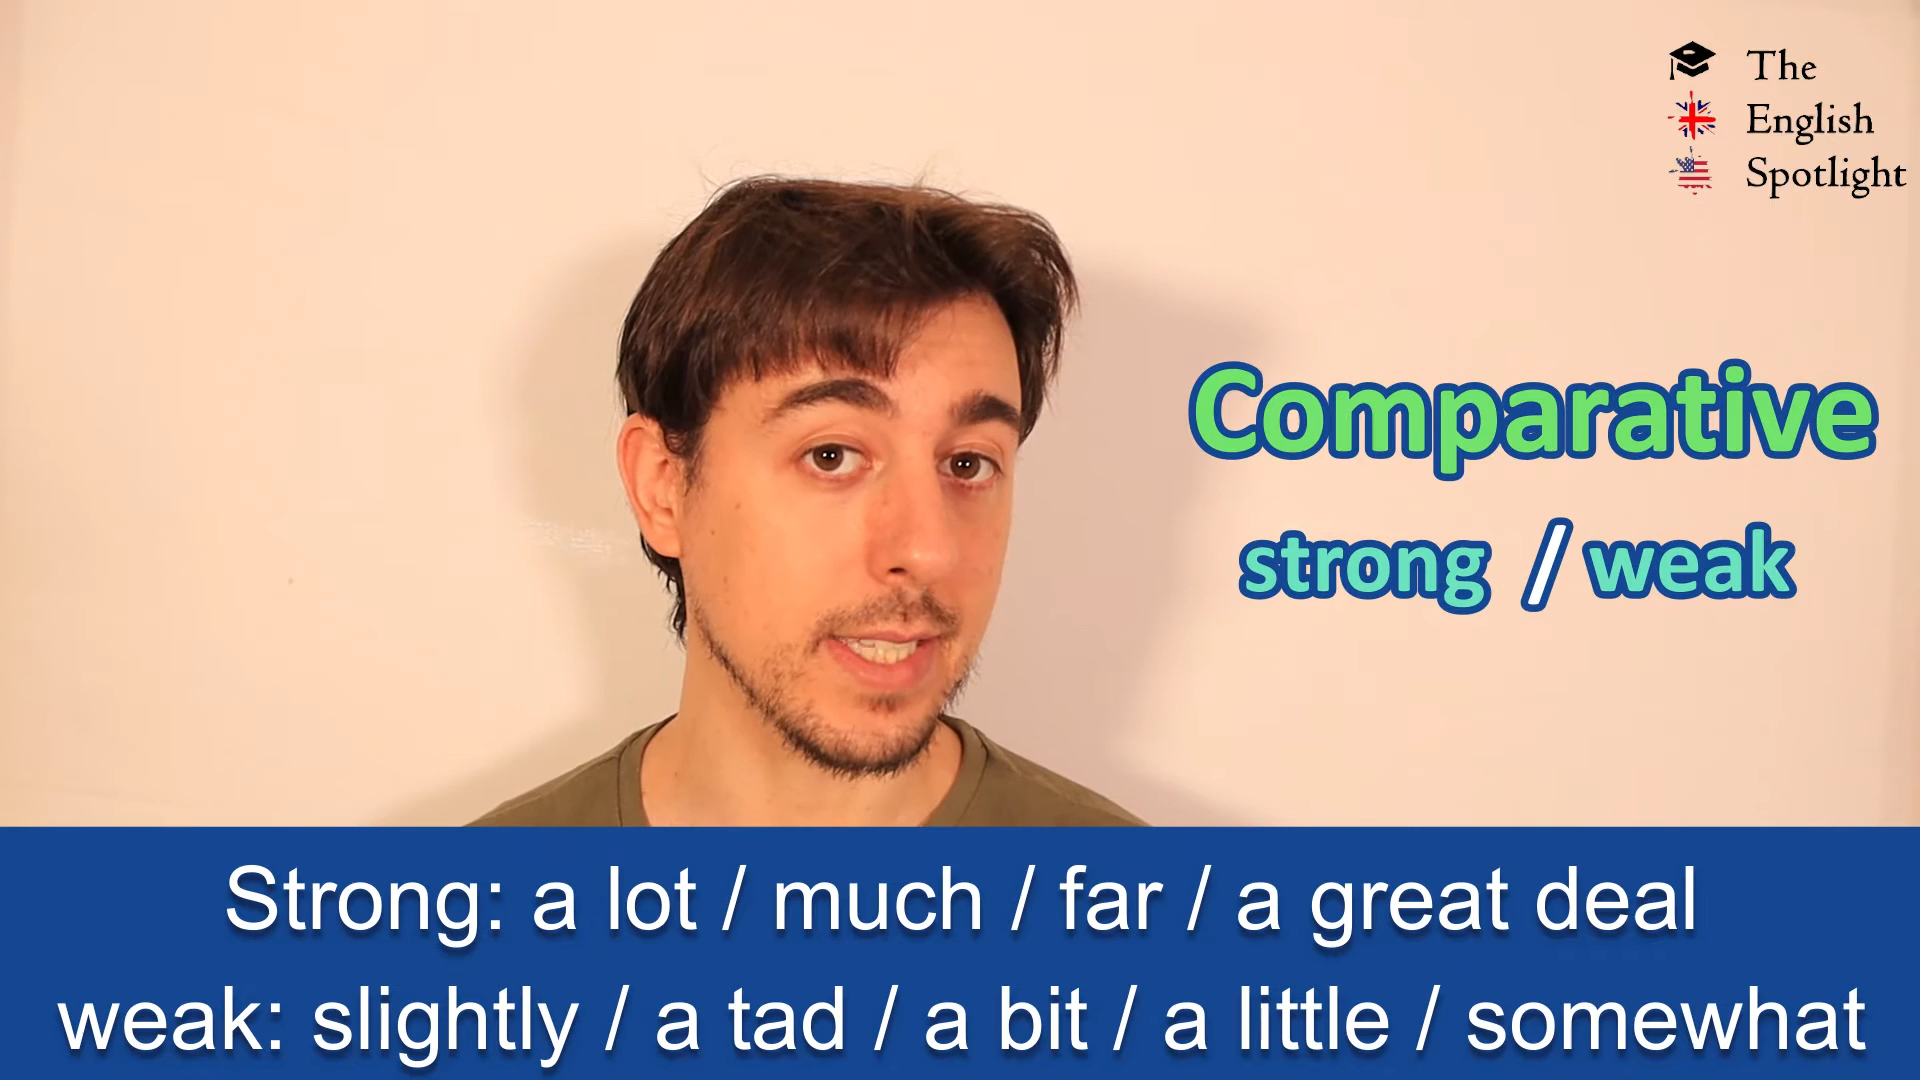 The
English
Spotlight
Comparative
strong / weak
Strong: a lot / much / far / a great deal
weak: slightly / a tad / a bit / a little / somewhat